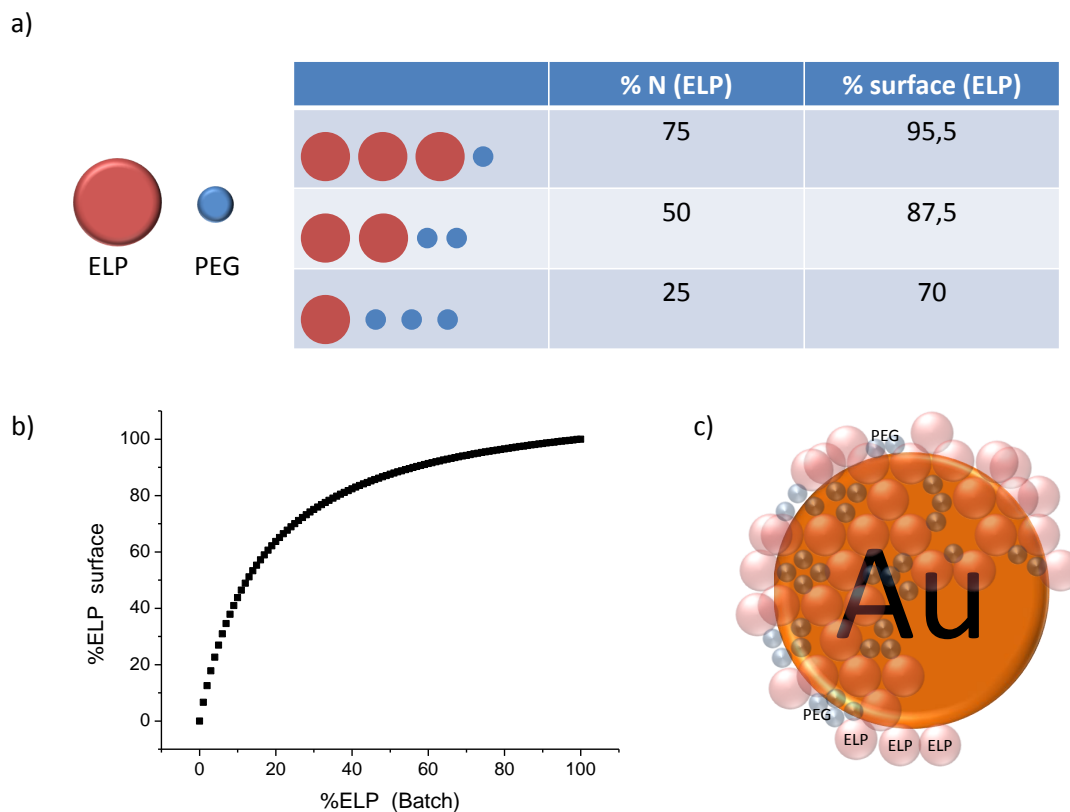 a)
% N (ELP) % surface (ELP)
75 95,5
50 87,5
25 70
ELP PEG
b)
100
80
60
40
20
0
%ELP surface
0 20 40 60 80 100
%ELP (Batch)
c)
PEG
Au
PEG
ELP ELP ELP